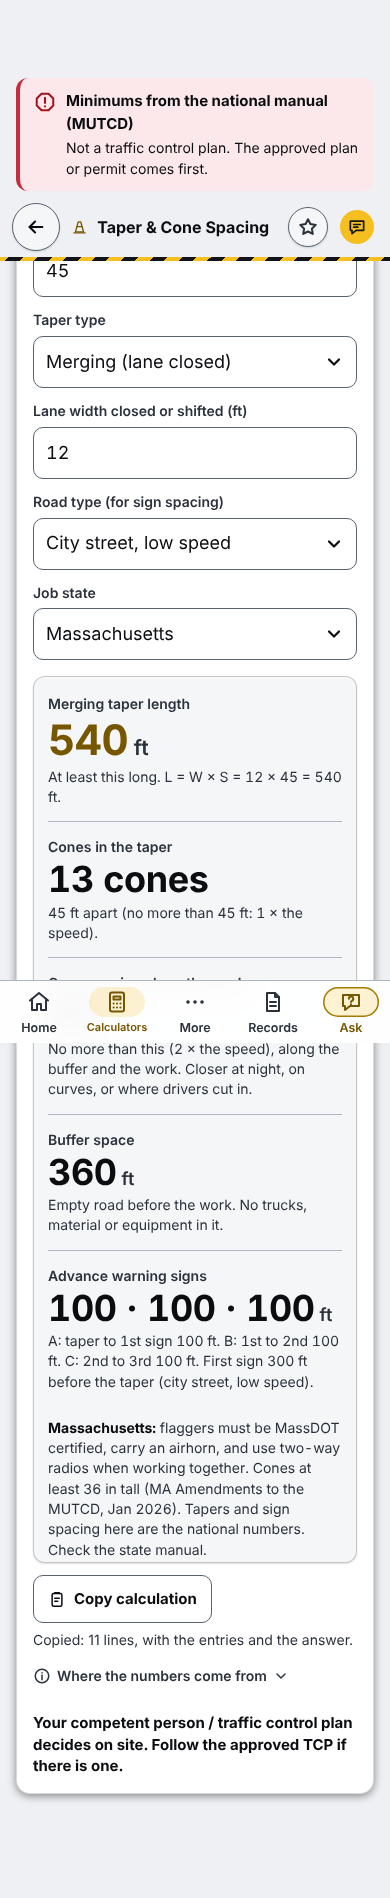 Minimums from the national manual
(MUTCD)
Not a traffic control plan. The approved plan
or permit comes first.
Taper & Cone Spacing
45
Taper type
Merging (lane closed)
Lane width closed or shifted (ft)
12
Road type (for sign spacing)
City street, low speed
Job state
Massachusetts
Merging taper length
540 ft
At least this long. L = W × S = 12 × 45 = 540
ft.
Cones in the taper
13 cones
45 ft apart (no more than 45 ft: 1 × the
speed).
Home
Calculators
More
Records
Ask
No more than this (2 × the speed), along the
buffer and the work. Closer at night, on
curves, or where drivers cut in.
Buffer space
360 ft
Empty road before the work. No trucks,
material or equipment in it.
Advance warning signs
100 · 100 · 100 ft
A: taper to 1st sign 100 ft. B: 1st to 2nd 100
ft. C: 2nd to 3rd 100 ft. First sign 300 ft
before the taper (city street, low speed).
Massachusetts: flaggers must be MassDOT
certified, carry an airhorn, and use two-way
radios when working together. Cones at
least 36 in tall (MA Amendments to the
MUTCD, Jan 2026). Tapers and sign
spacing here are the national numbers.
Check the state manual.
Copy calculation
Copied: 11 lines, with the entries and the answer.
Where the numbers come from
Your competent person / traffic control plan
decides on site. Follow the approved TCP if
there is one.